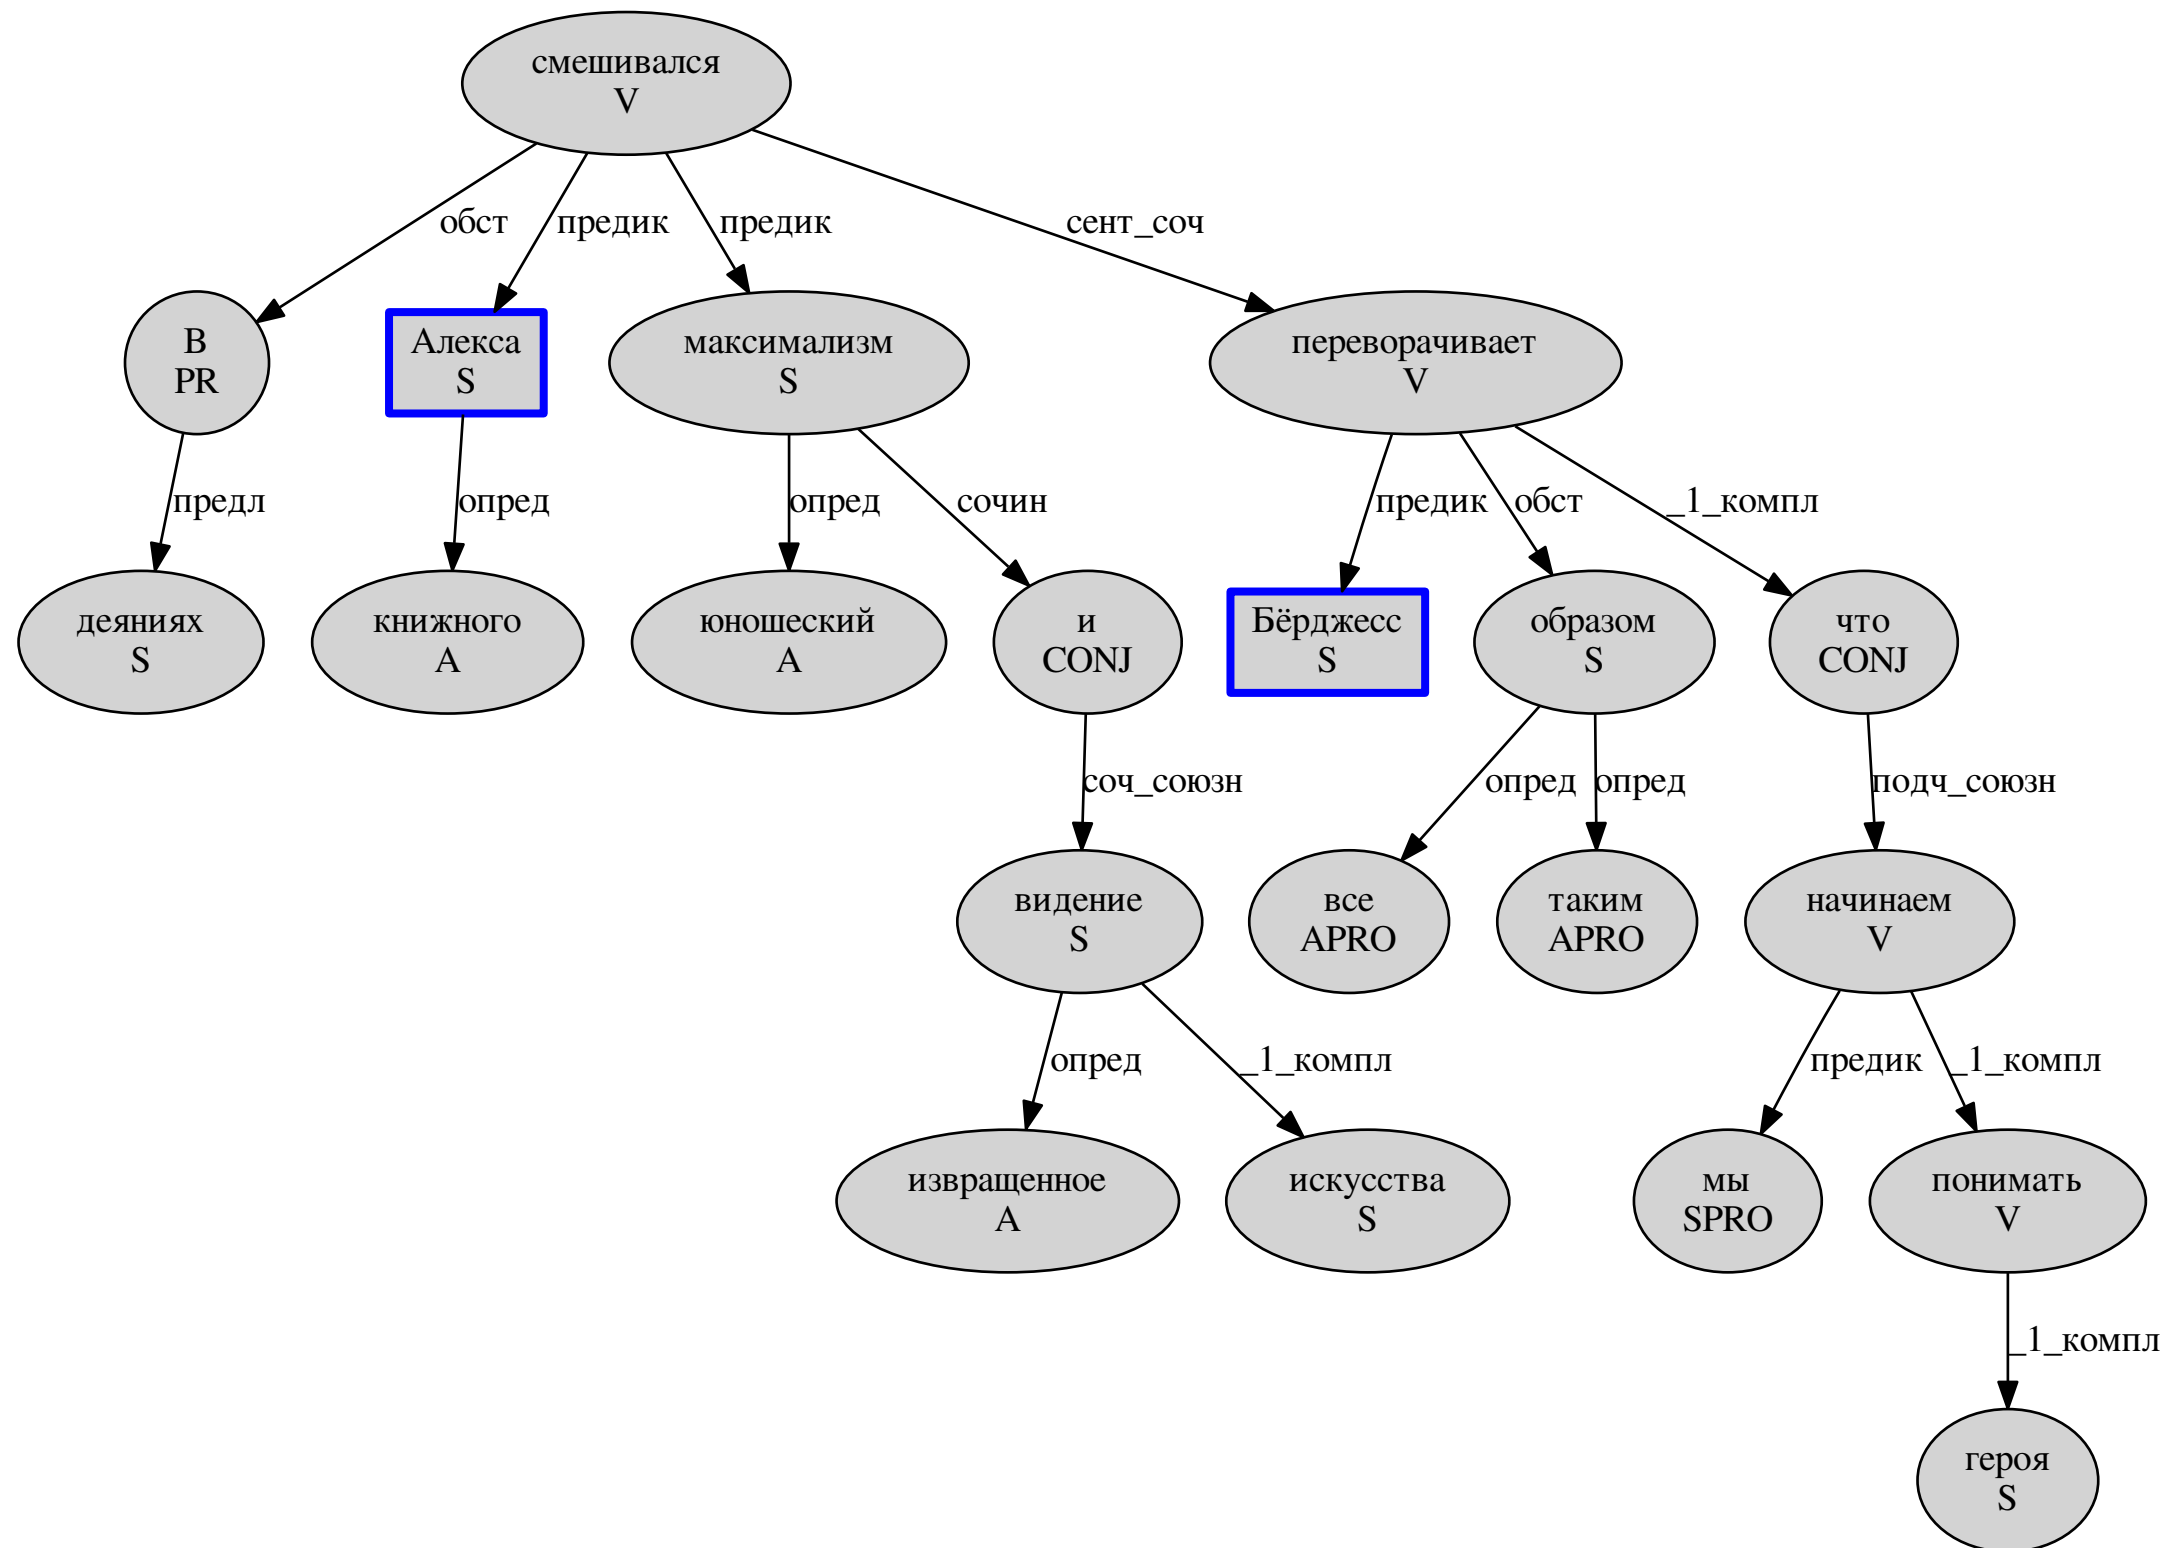 смешивался
V
обст
предик
предик
сент_соч
В
PR
Алекса
S
максимализм
S
переворачивает
V
предл
опред
опред
сочин
предик
обст
_1_компл
деяниях
S
книжного
A
юношеский
A
и
CONJ
Бёрджесс
S
образом
S
что
CONJ
соч_союзн
опред
опред
подч_союзн
видение
S
все
APRO
таким
APRO
начинаем
V
опред
_1_компл
предик
_1_компл
извращенное
A
искусства
S
мы
SPRO
понимать
V
_1_компл
героя
S